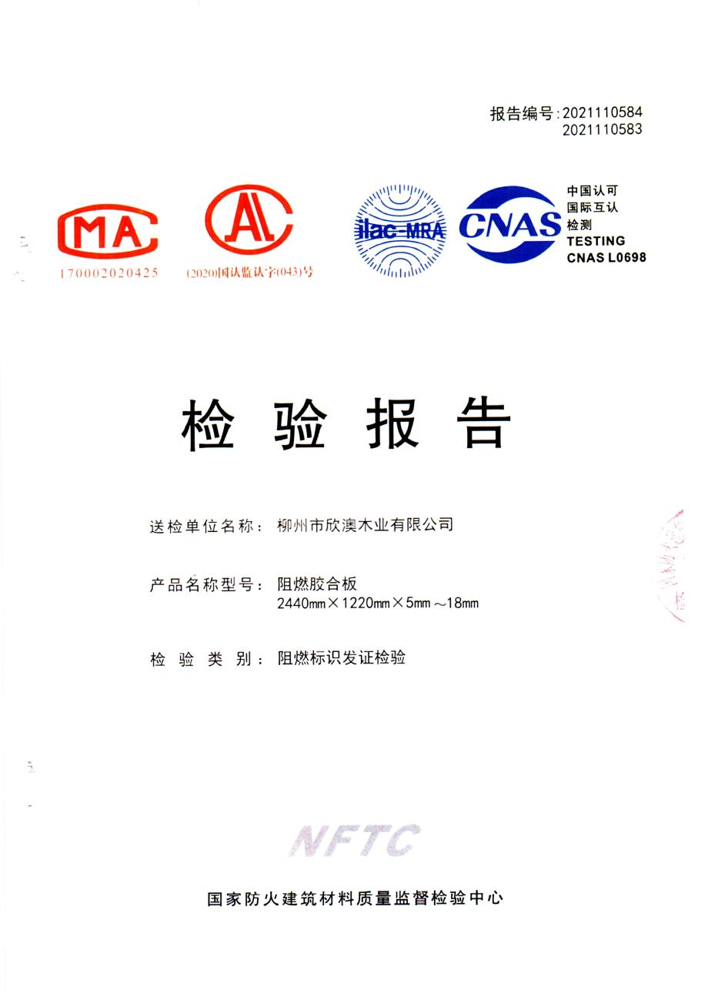 报告编号:2021110584
2021110583
MA
170002020425
AL
(2020)国认监认字(043)号
ilac-MRA
CNAS
中国认可
国际互认
检测
TESTING
CNAS L0698
检验报告
送检单位名称：柳州市欣澳木业有限公司
产品名称型号：阻燃胶合板
2440mm×1220mm×5mm～18mm
检验类别：阻燃标识发证检验
NFTC
国家防火建筑材料质量监督检验中心